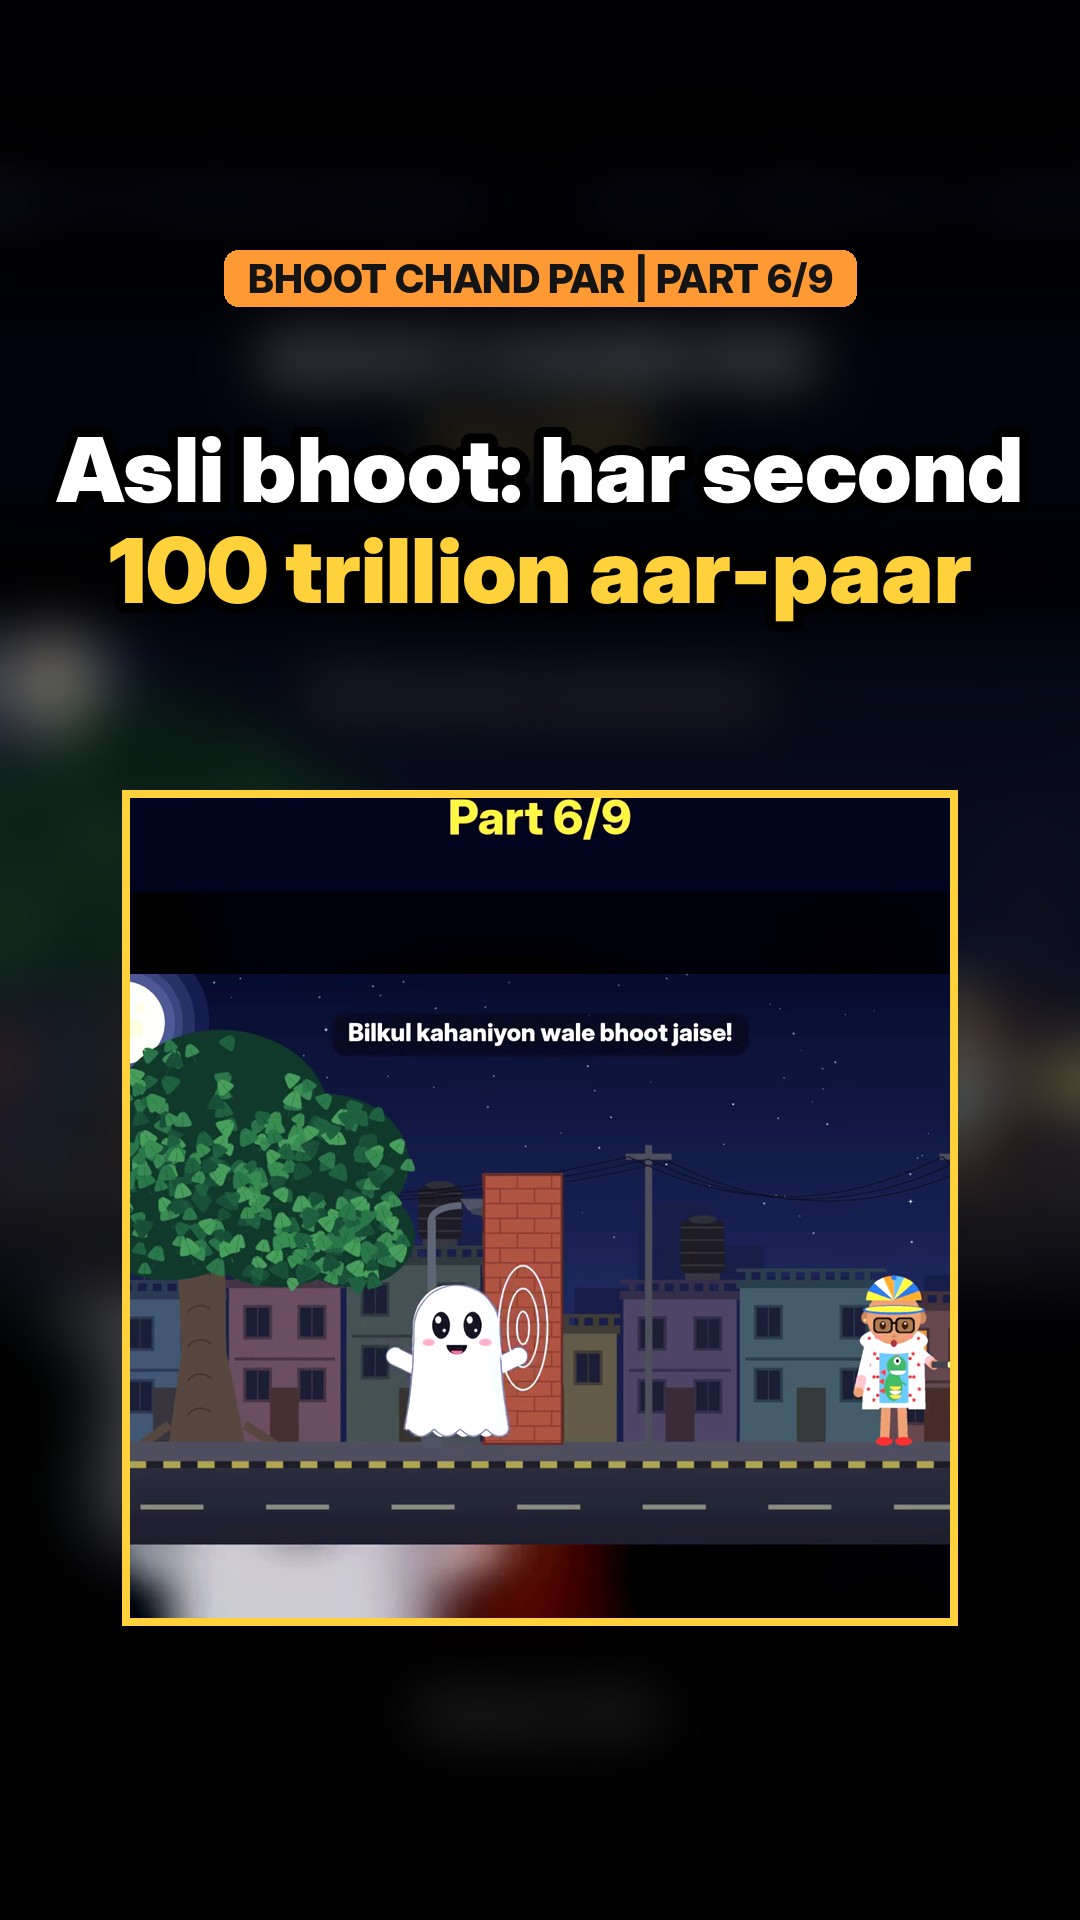 BHOOT CHAND PAR | PART 6/9
Asli bhoot: har second
100 trillion aar-paar
Part 6/9
Bilkul kahaniyon wale bhoot jaise!